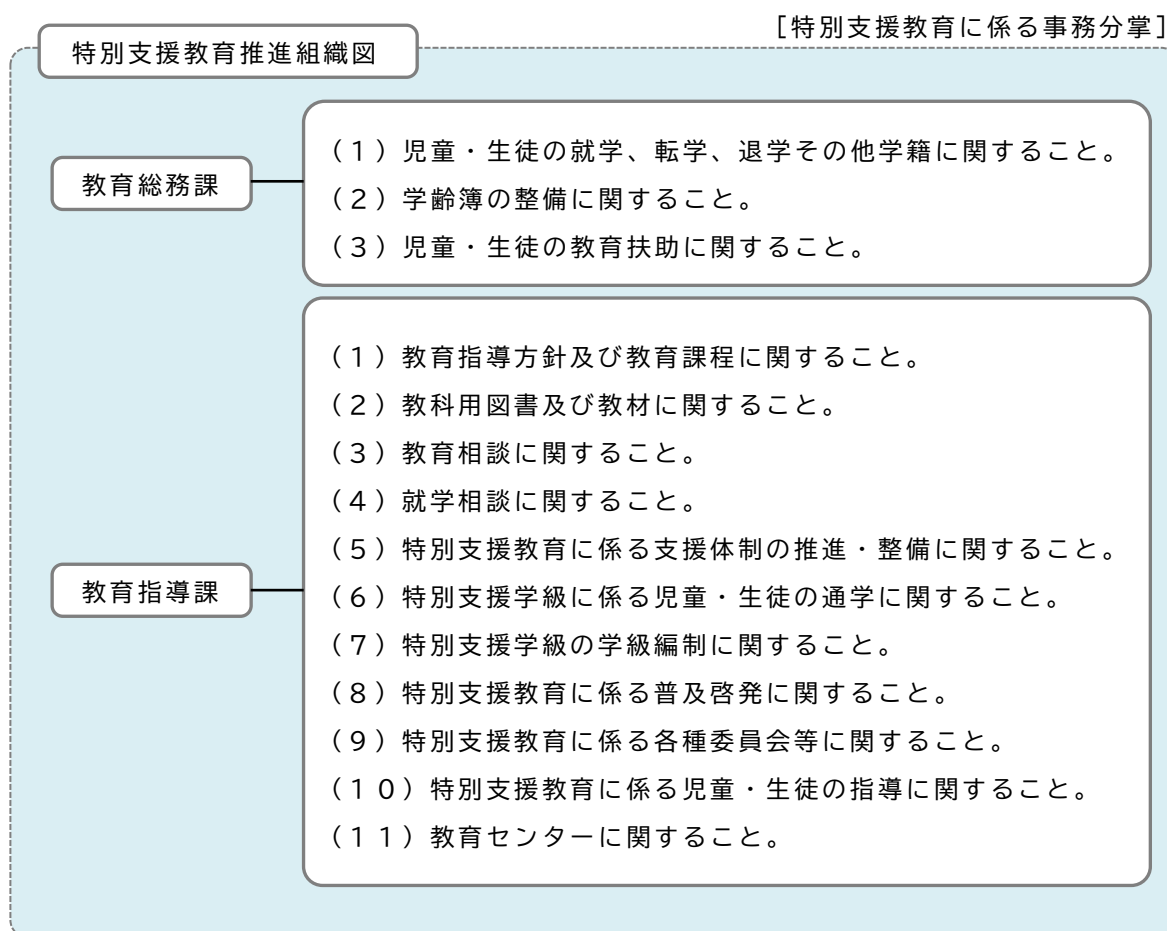 [特別支援教育に係る事務分掌]
特別支援教育推進組織図
教育総務課
(1)児童・生徒の就学、転学、退学その他学籍に関すること。
(2)学齢簿の整備に関すること。
(3)児童・生徒の教育扶助に関すること。
教育指導課
(1)教育指導方針及び教育課程に関すること。
(2)教科用図書及び教材に関すること。
(3)教育相談に関すること。
(4)就学相談に関すること。
(5)特別支援教育に係る支援体制の推進・整備に関すること。
(6)特別支援学級に係る児童・生徒の通学に関すること。
(7)特別支援学級の学級編制に関すること。
(8)特別支援教育に係る普及啓発に関すること。
(9)特別支援教育に係る各種委員会等に関すること。
(10)特別支援教育に係る児童・生徒の指導に関すること。
(11)教育センターに関すること。